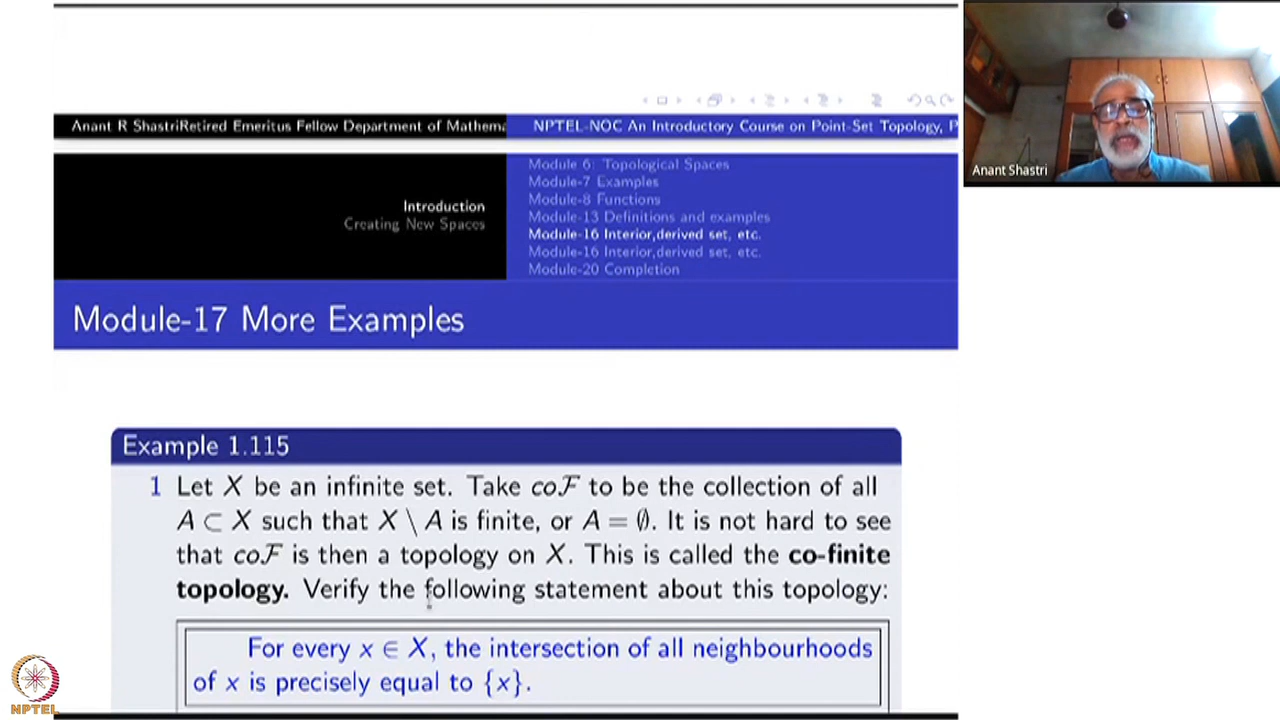 Anant R ShastriRetired Emeritus Fellow Department of Mathema
NPTEL-NOC An Introductory Course on Point-Set Topology, P
Introduction
Creating New Spaces
Module 6: Topological Spaces
Module-7 Examples
Module-8 Functions
Module-13 Definitions and examples
Module-16 Interior,derived set, etc.
Module-16 Interior,derived set, etc.
Module-20 Completion
Module-17 More Examples
Example 1.115
1 Let X be an infinite set. Take coℱ to be the collection of all
A ⊂ X such that X \ A is finite, or A = ∅. It is not hard to see
that coℱ is then a topology on X. This is called the co-finite
topology. Verify the following statement about this topology:
For every x ∈ X, the intersection of all neighbourhoods
of x is precisely equal to {x}.
Anant Shastri
NPTEL